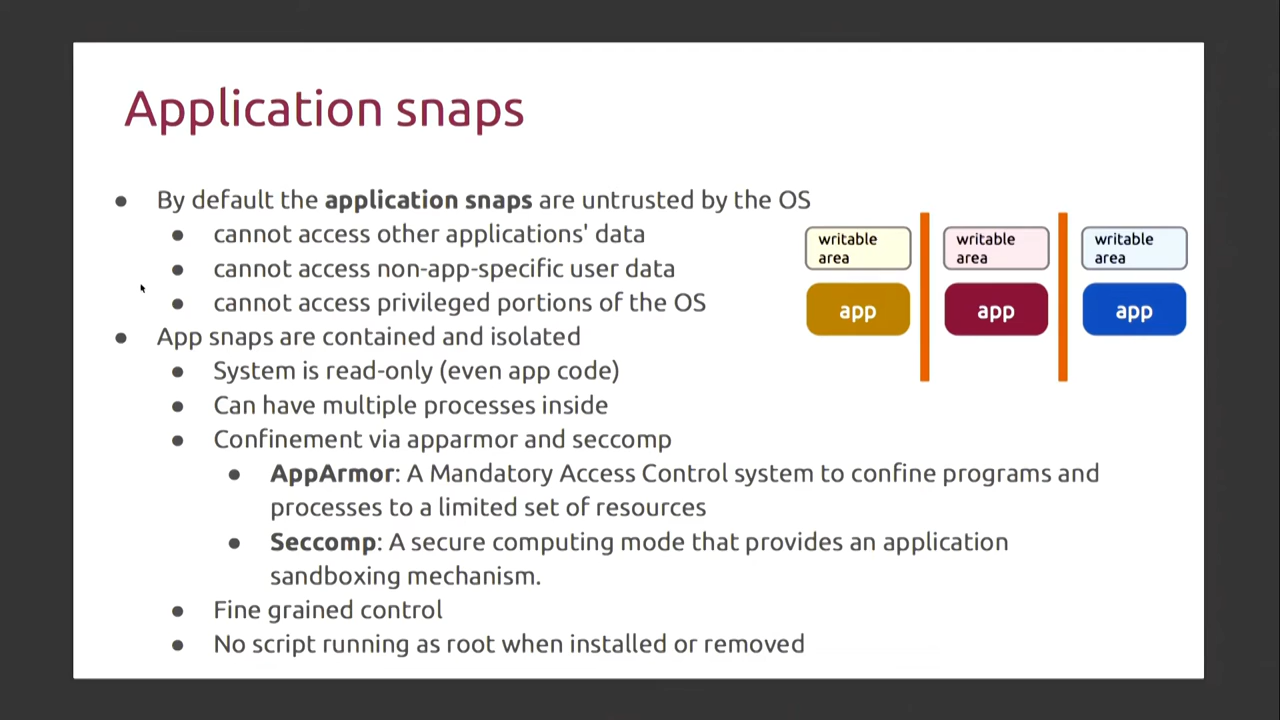 Application snaps
By default the application snaps are untrusted by the OS
cannot access other applications' data
cannot access non-app-specific user data
cannot access privileged portions of the OS
App snaps are contained and isolated
System is read-only (even app code)
Can have multiple processes inside
Confinement via apparmor and seccomp
AppArmor: A Mandatory Access Control system to confine programs and
processes to a limited set of resources
Seccomp: A secure computing mode that provides an application
sandboxing mechanism.
Fine grained control
No script running as root when installed or removed
writable
area
app
writable
area
app
writable
area
app